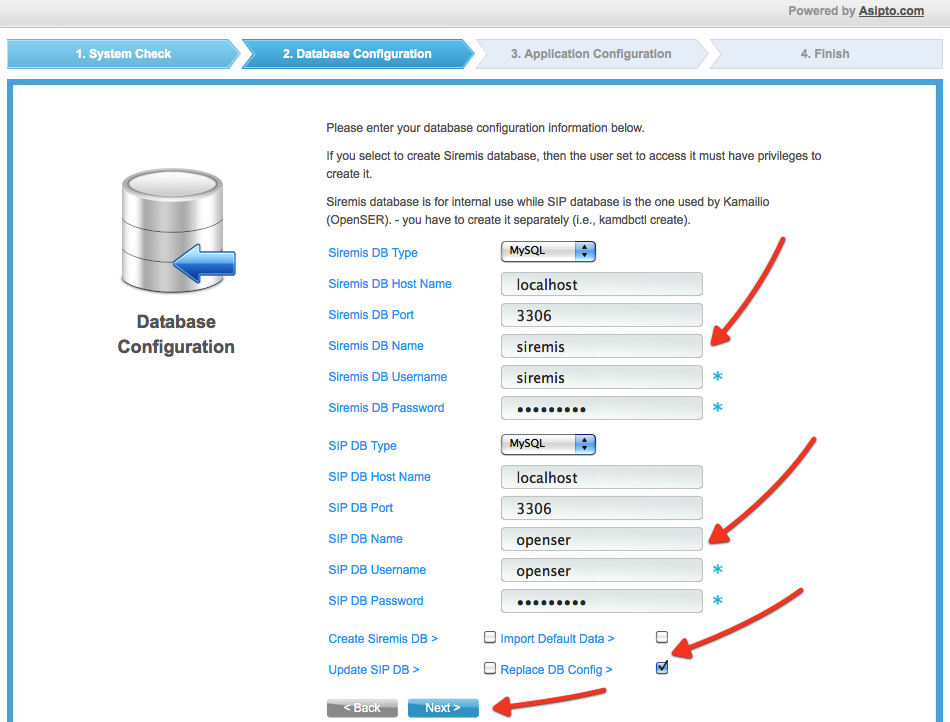 Powered by Asipto.com
1. System Check
2. Database Configuration
3. Application Configuration
4. Finish
Please enter your database configuration information below.
If you select to create Siremis database, then the user set to access it must have privileges to
create it.
Siremis database is for internal use while SIP database is the one used by Kamailio
(OpenSER). - you have to create it separately (i.e., kamdbctl create).
Database
Configuration
Siremis DB Type MySQL
Siremis DB Host Name localhost
Siremis DB Port 3306
Siremis DB Name siremis
Siremis DB Username siremis *
Siremis DB Password ••••••••• *
SIP DB Type MySQL
SIP DB Host Name localhost
SIP DB Port 3306
SIP DB Name openser
SIP DB Username openser *
SIP DB Password ••••••••• *
Create Siremis DB > Import Default Data >
Update SIP DB > Replace DB Config >
< Back Next >